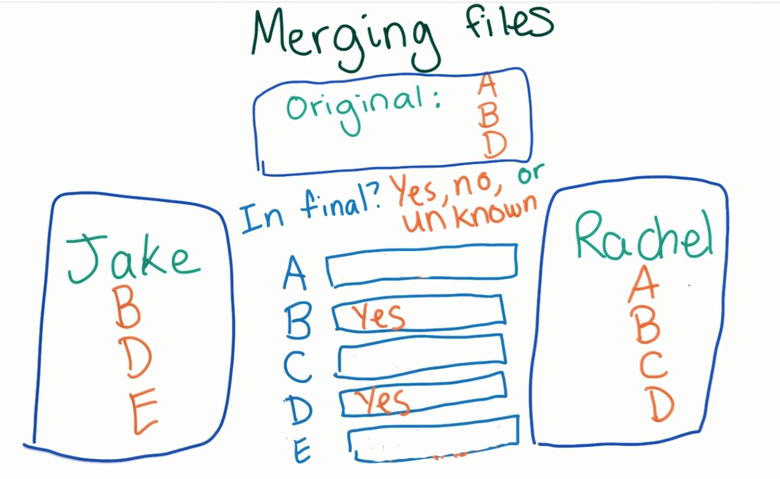 Merging files
Original:
A
B
D
In final? Yes, no, or
unknown
Jake
B
D
E
A
B Yes
C
D Yes
E
Rachel
A
B
C
D